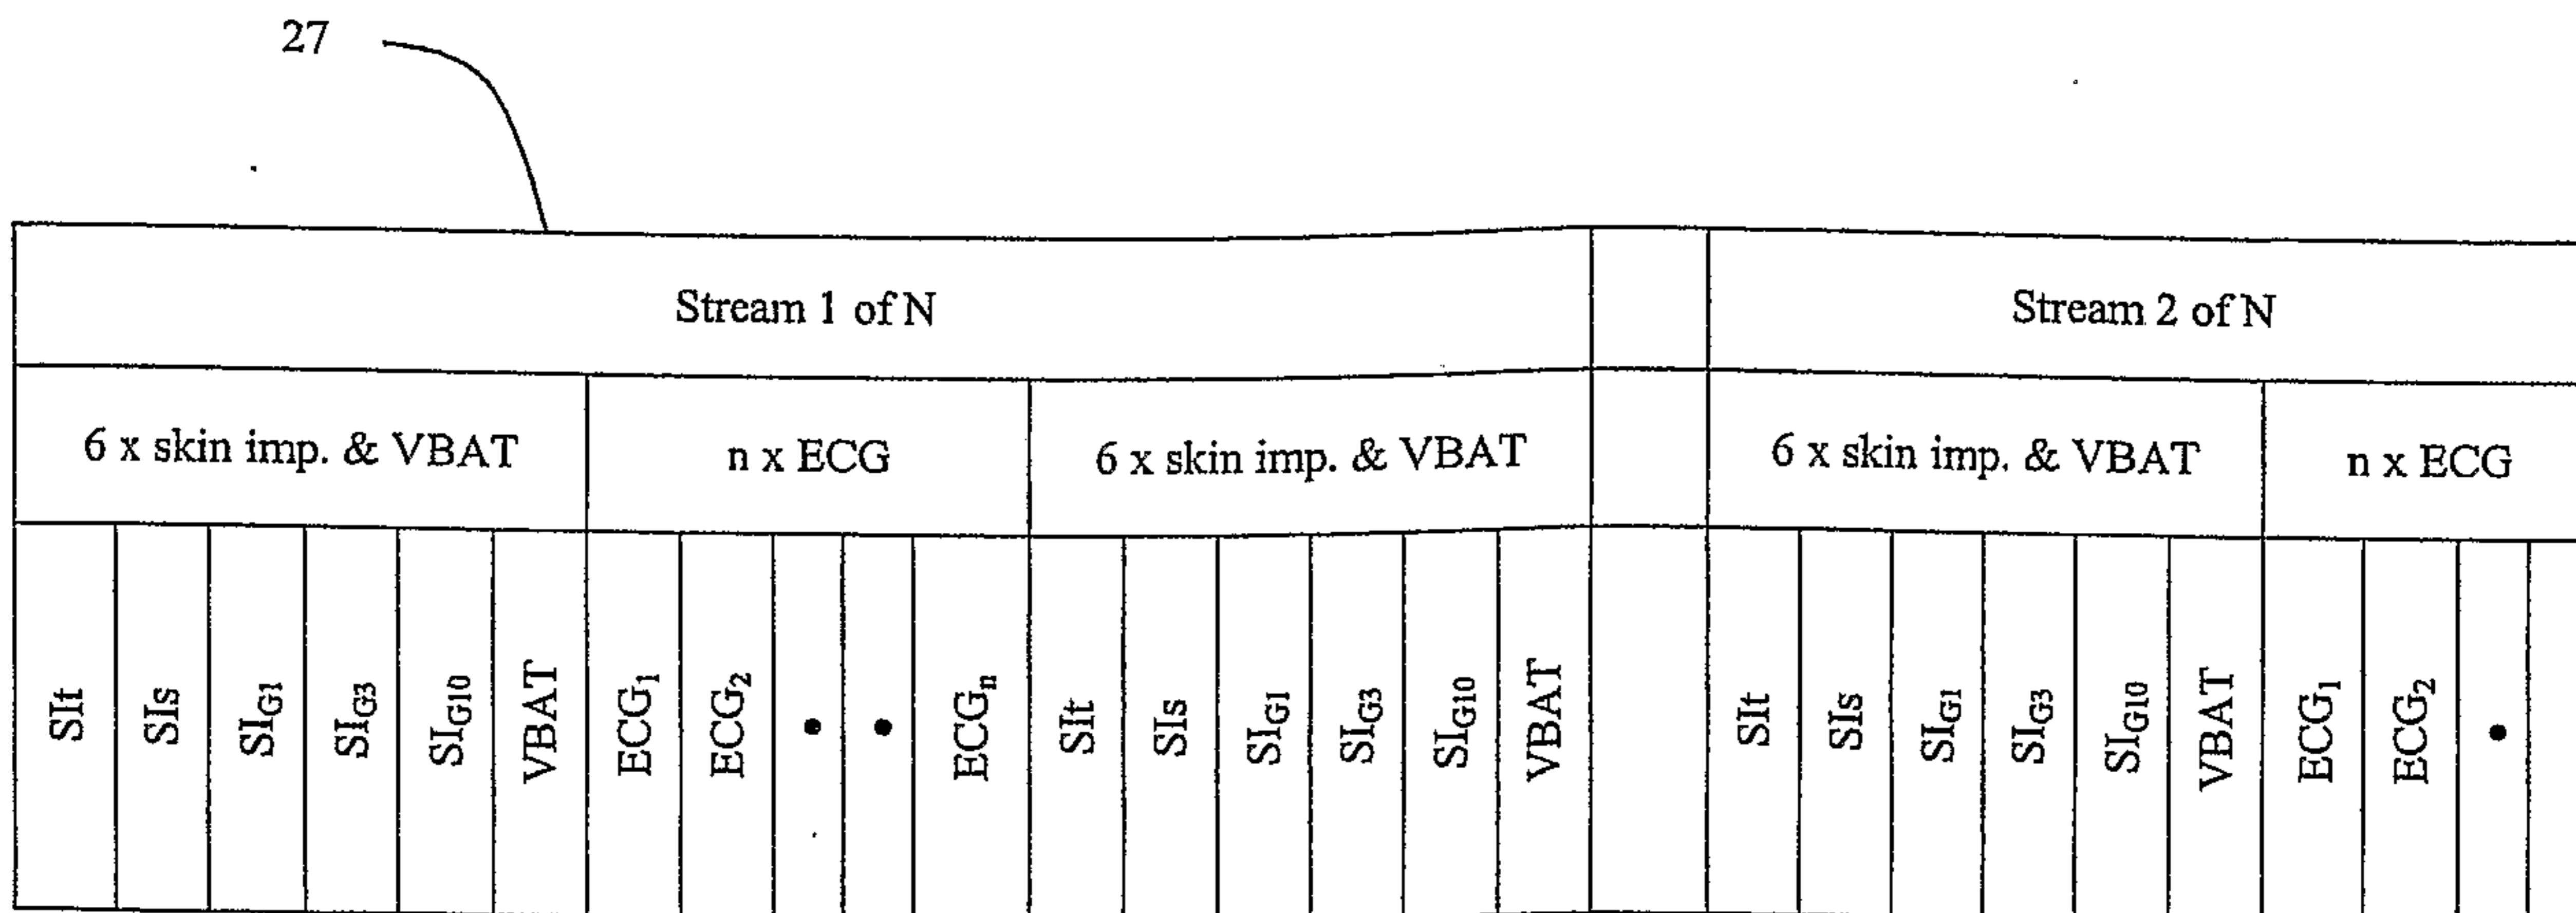 27
Stream 1 of N
Stream 2 of N
6 x skin imp. & VBAT
n x ECG
6 x skin imp. & VBAT
6 x skin imp. & VBAT
n x ECG
SIt
SIs
SIG1
SIG3
SIG10
VBAT
ECG1
ECG2
•
•
ECGn
SIt
SIs
SIG1
SIG3
SIG10
VBAT
SIt
SIs
SIG1
SIG3
SIG10
VBAT
ECG1
ECG2
•